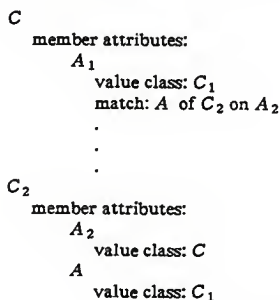 C
member attributes:
A₁
value class: C₁
match: A of C₂ on A₂
.
.
.
C₂
member attributes:
A₂
value class: C
A
value class: C₁